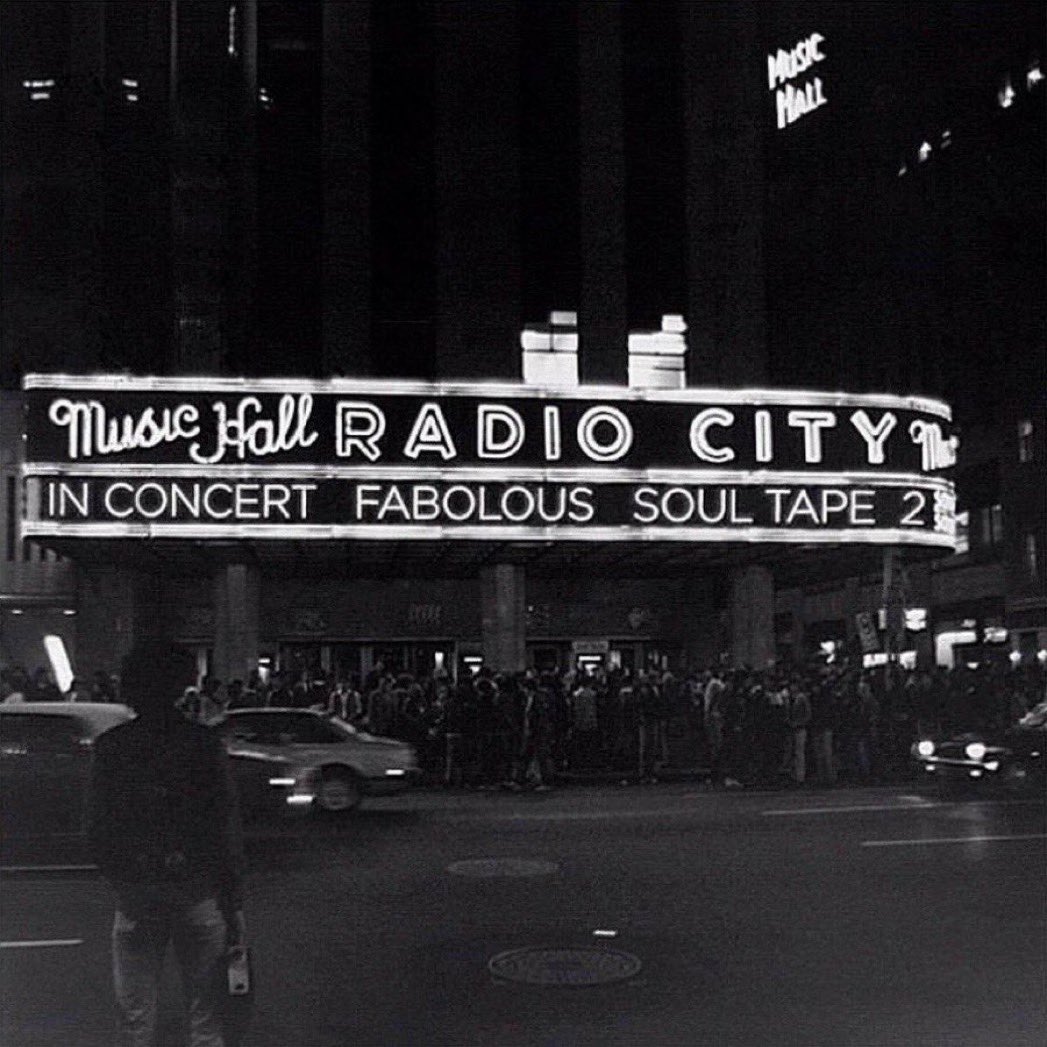 Music Hall
Music Hall RADIO CITY
IN CONCERT FABOLOUS SOUL TAPE 2